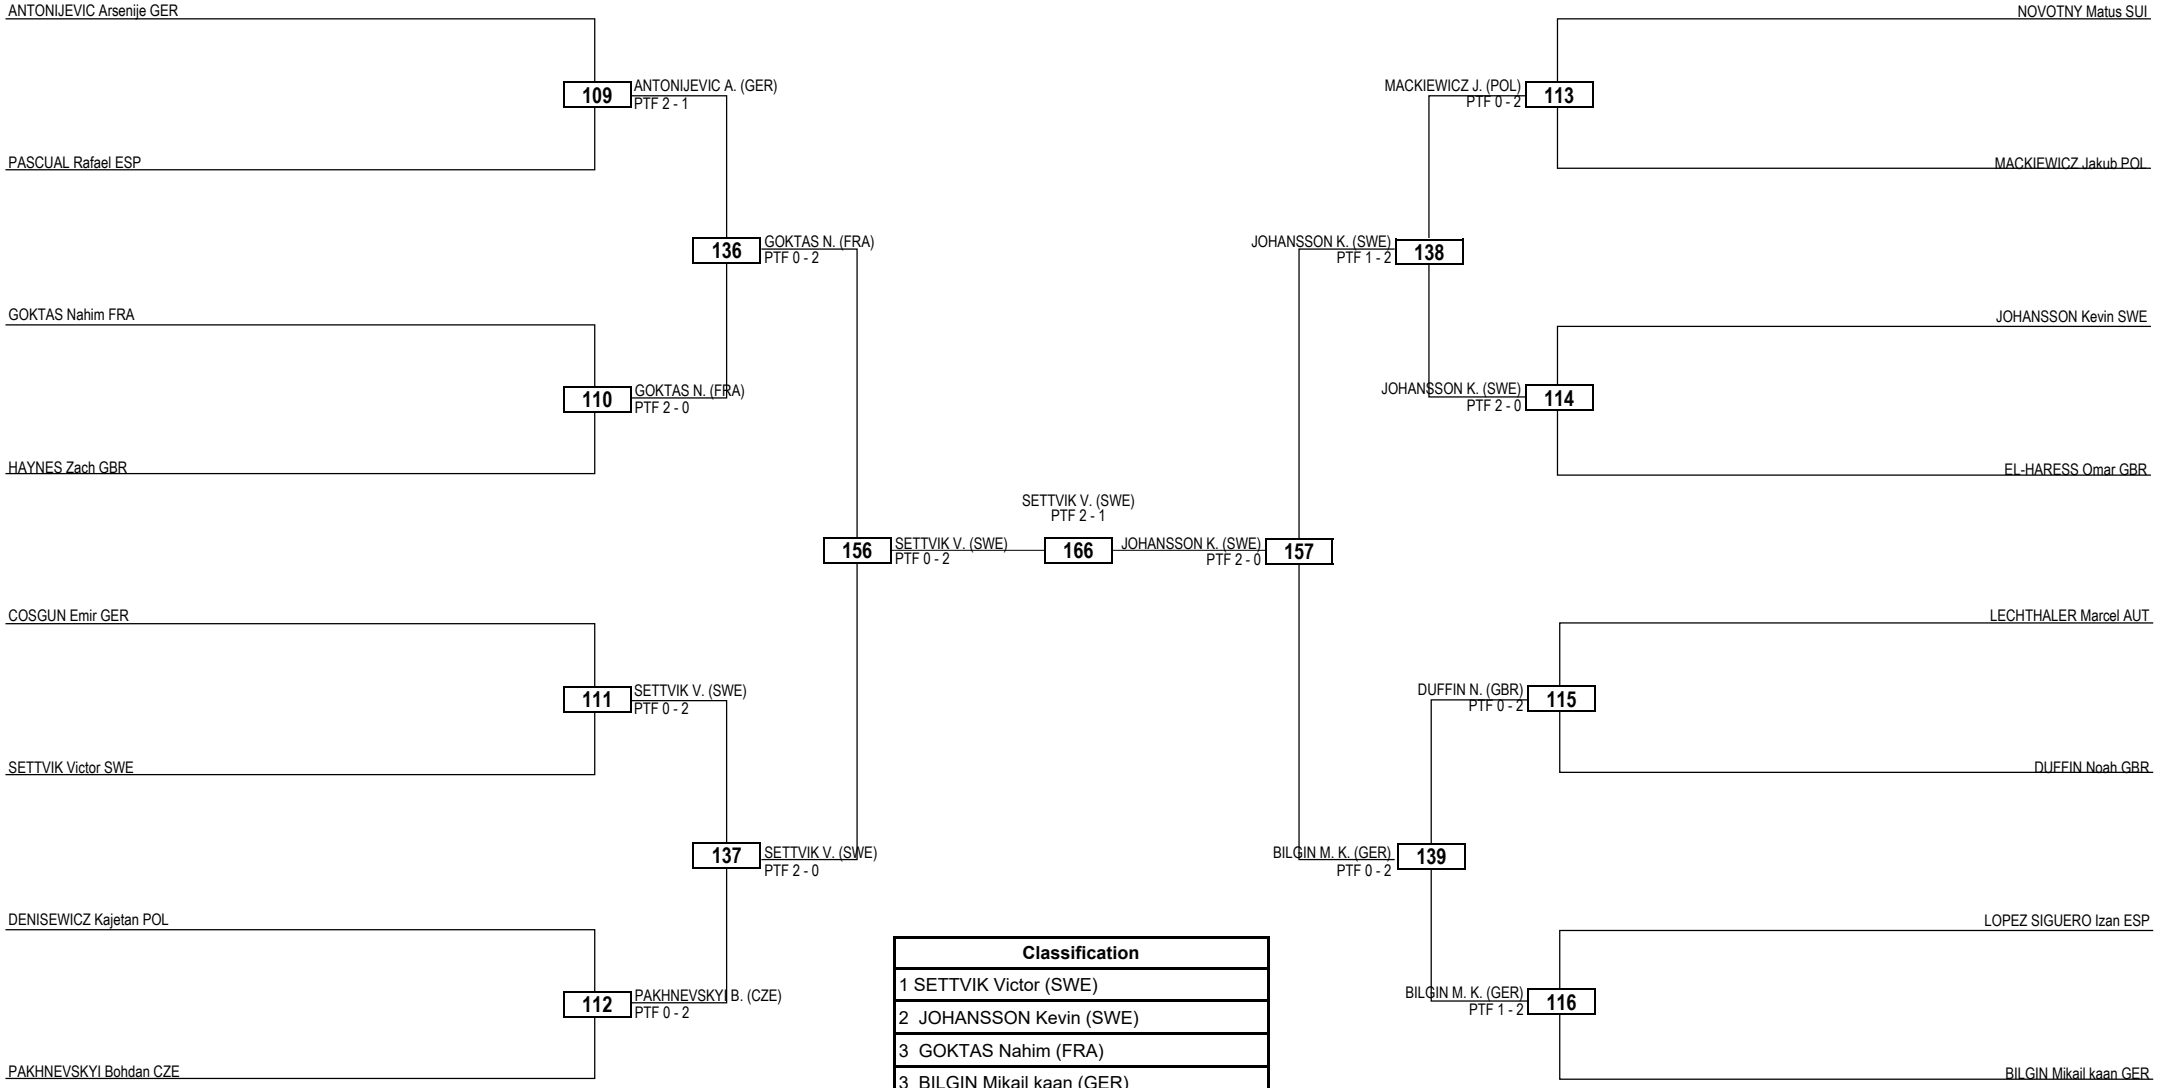 ANTONIJEVIC Arsenije GER
NOVOTNY Matus SUI
109
ANTONIJEVIC A. (GER)
PTF 2 - 1
MACKIEWICZ J. (POL)
PTF 0 - 2
113
PASCUAL Rafael ESP
MACKIEWICZ Jakub POL
136
GOKTAS N. (FRA)
PTF 0 - 2
JOHANSSON K. (SWE)
PTF 1 - 2
138
GOKTAS Nahim FRA
JOHANSSON Kevin SWE
110
GOKTAS N. (FRA)
PTF 2 - 0
JOHANSSON K. (SWE)
PTF 2 - 0
114
HAYNES Zach GBR
EL-HARESS Omar GBR
SETTVIK V. (SWE)
PTF 2 - 1
156
SETTVIK V. (SWE)
PTF 0 - 2
166
JOHANSSON K. (SWE)
PTF 2 - 0
157
COSGUN Emir GER
LECHTHALER Marcel AUT
111
SETTVIK V. (SWE)
PTF 0 - 2
DUFFIN N. (GBR)
PTF 0 - 2
115
SETTVIK Victor SWE
DUFFIN Noah GBR
137
SETTVIK V. (SWE)
PTF 2 - 0
BILGIN M. K. (GER)
PTF 0 - 2
139
DENISEWICZ Kajetan POL
LOPEZ SIGUERO Izan ESP
112
PAKHNEVSKYI B. (CZE)
PTF 0 - 2
BILGIN M. K. (GER)
PTF 1 - 2
116
PAKHNEVSKYI Bohdan CZE
BILGIN Mikail kaan GER
Classification
1 SETTVIK Victor (SWE)
2 JOHANSSON Kevin (SWE)
3 GOKTAS Nahim (FRA)
3 BILGIN Mikail kaan (GER)